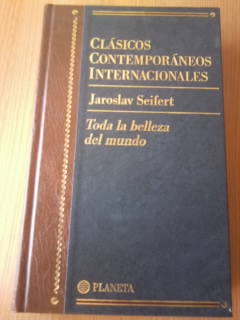 CLÁSICOS
CONTEMPORÁNEOS
INTERNACIONALES
Jaroslav Seifert
Toda la belleza
del mundo
PLANETA